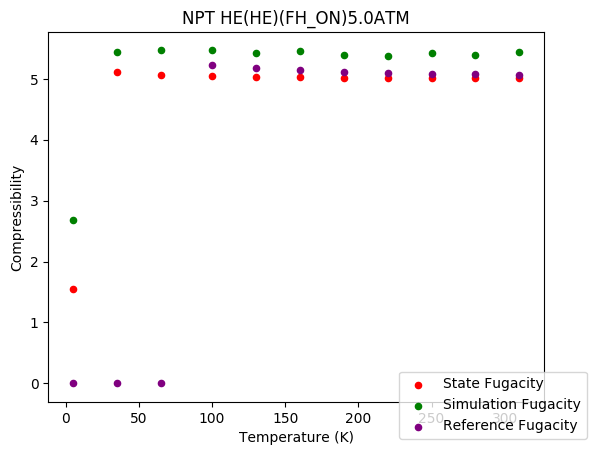 NPT HE(HE)(FH_ON)5.0ATM
5
4
3
2
1
0
Compressibility
0 50 100 150 200 250 300
Temperature (K)
State Fugacity
Simulation Fugacity
Reference Fugacity